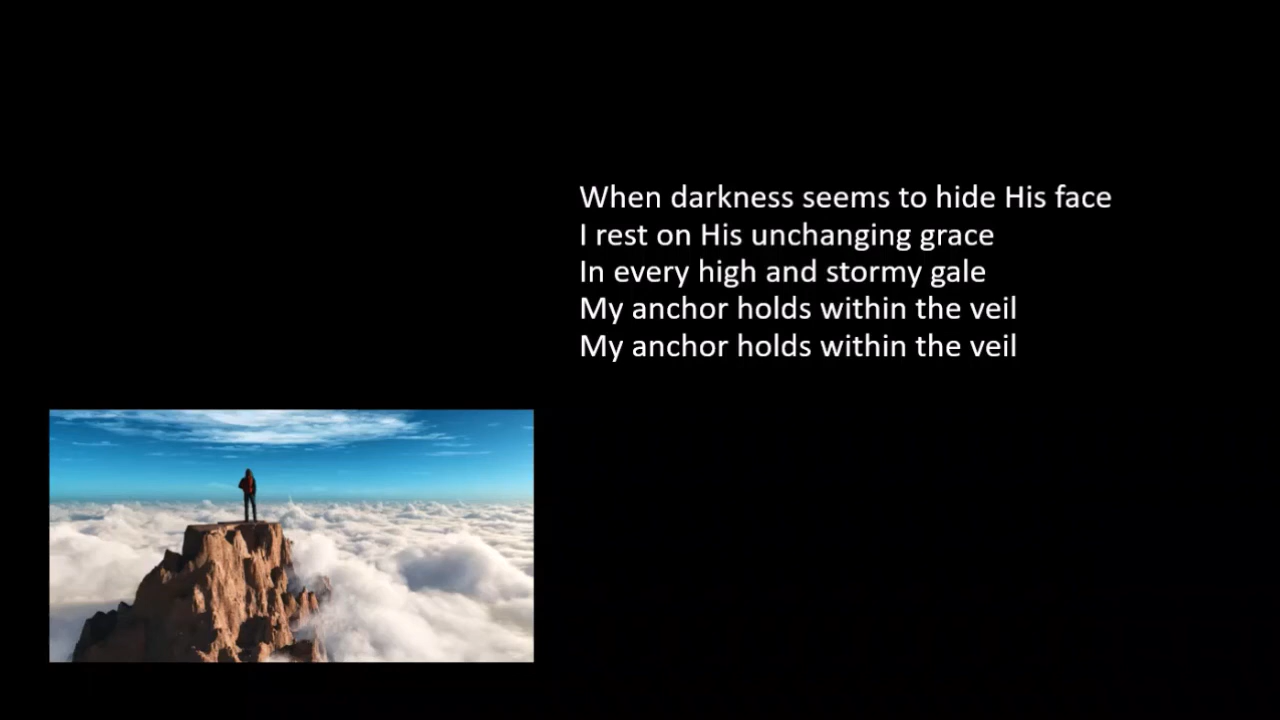 When darkness seems to hide His face
I rest on His unchanging grace
In every high and stormy gale
My anchor holds within the veil
My anchor holds within the veil